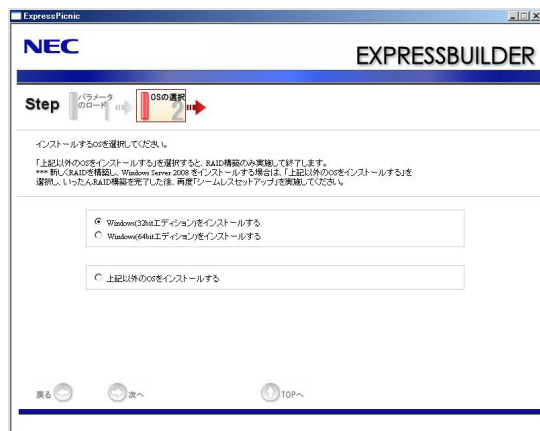 ExpressPicnic
NEC
EXPRESSBUILDER
Step パラメータのロード OSの選択 2
インストールするOSを選択してください。
「上記以外のOSをインストールする」を選択すると、RAID構築のみ実施して終了します。
*** 新しくRAIDを構築し、Windows Server 2008 をインストールする場合は、「上記以外のOSをインストールする」を
選択し、いったんRAID構築を完了した後、再度「シームレスセットアップ」を実施してください。
Windows(32bitエディション)をインストールする
Windows(64bitエディション)をインストールする
上記以外のOSをインストールする
戻る 次へ TOPへ